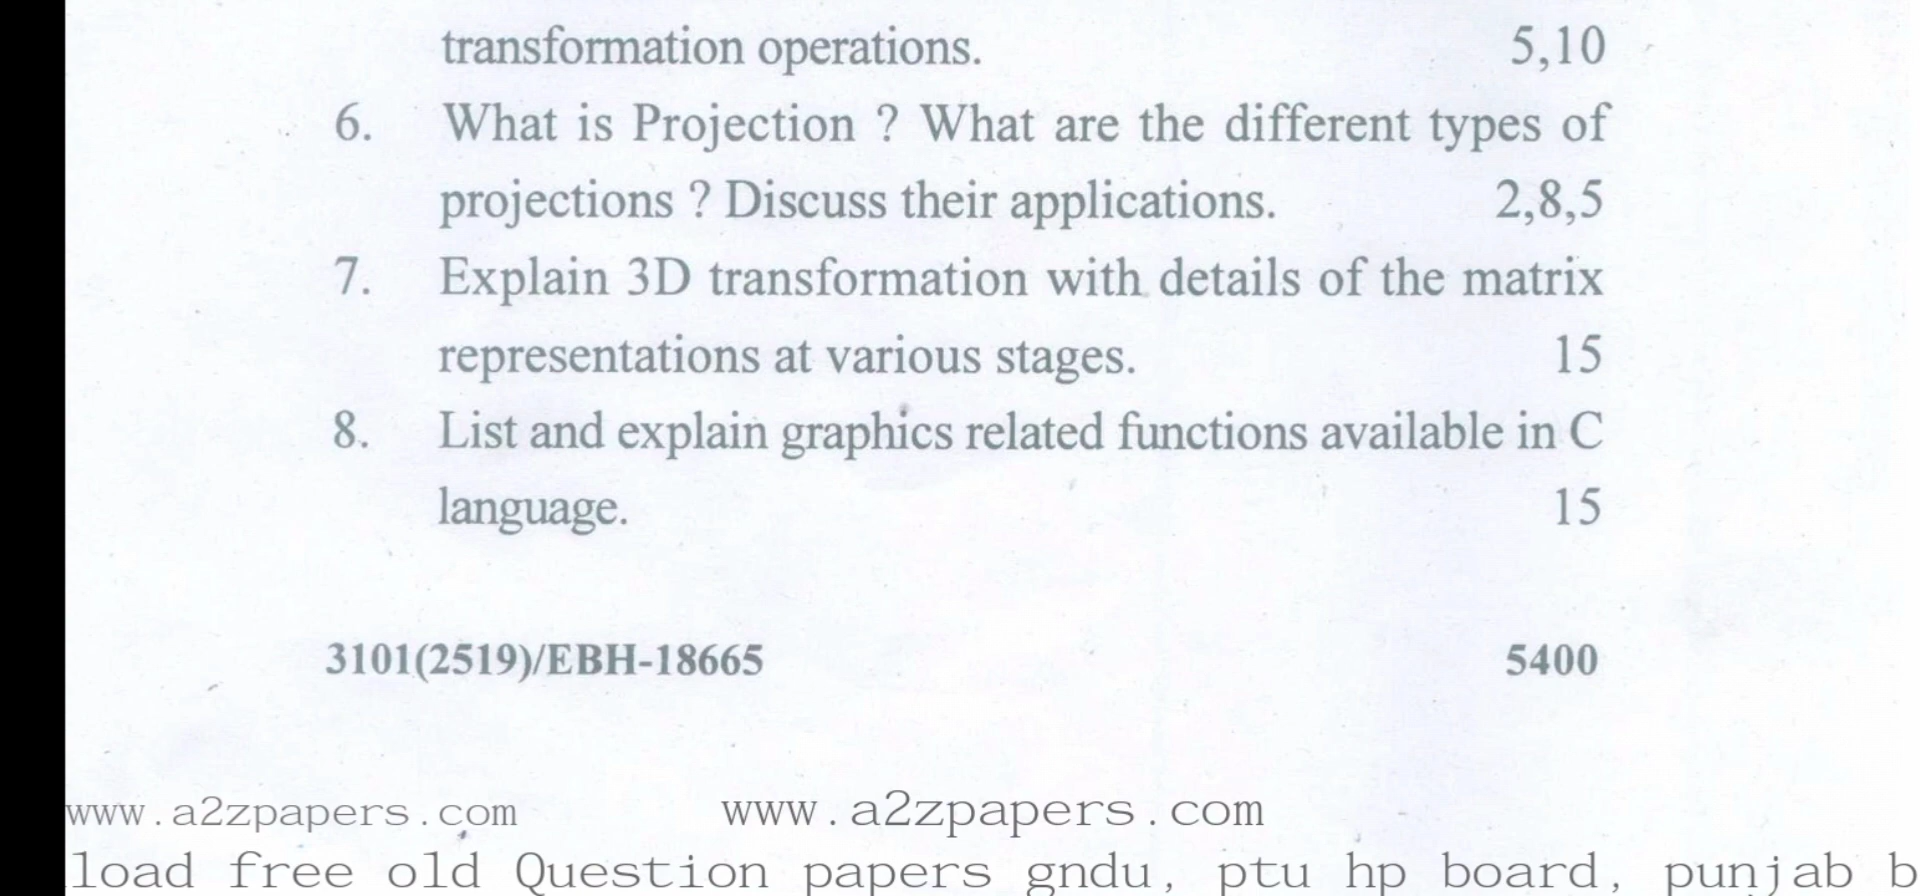 transformation operations. 5,10
6. What is Projection ? What are the different types of
projections ? Discuss their applications. 2,8,5
7. Explain 3D transformation with details of the matrix
representations at various stages. 15
8. List and explain graphics related functions available in C
language. 15
3101(2519)/EBH-18665 5400
www.a2zpapers.com www.a2zpapers.com
load free old Question papers gndu, ptu hp board, punjab b